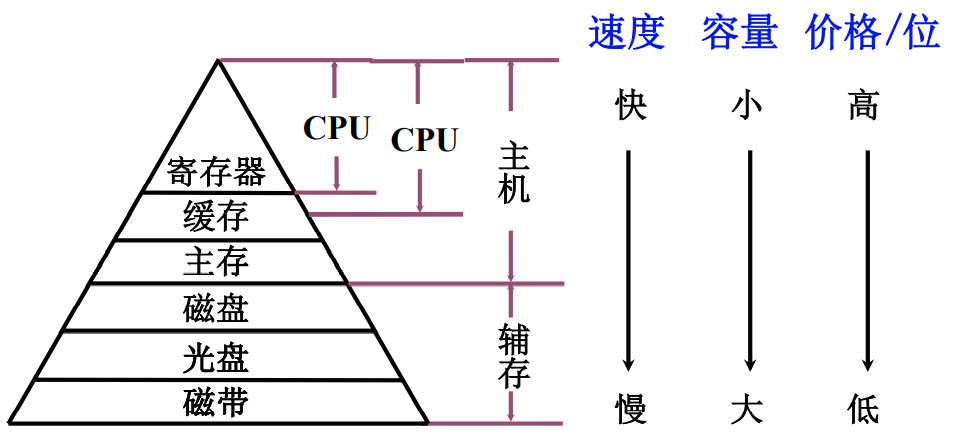 速度 容量 价格/位
快 小 高
CPU
CPU
主机
寄存器
缓存
主存
磁盘
光盘
磁带
辅存
慢 大 低